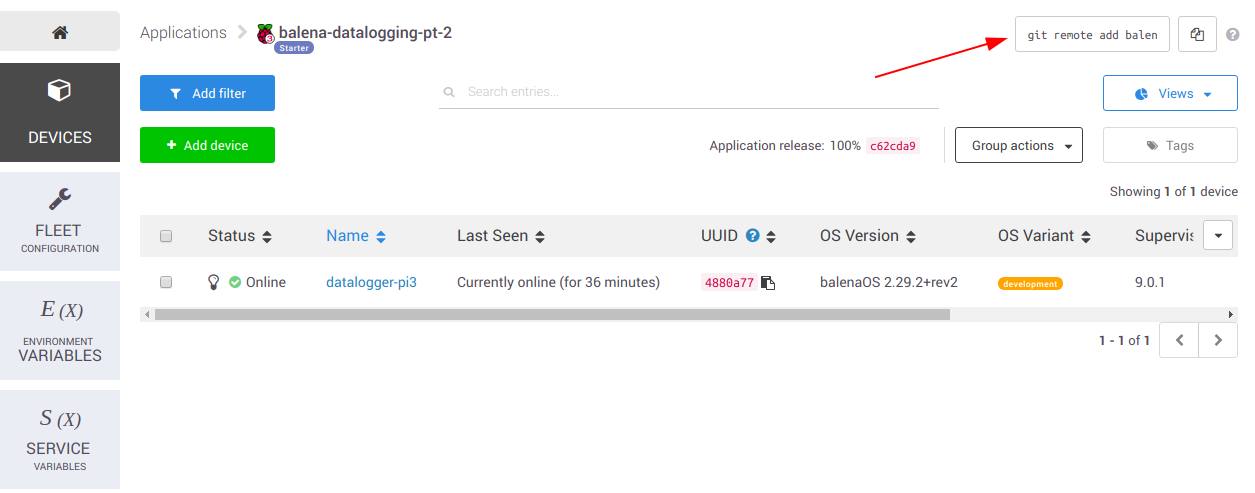 Applications
balena-datalogging-pt-2
3
Starter
git remote add balen
?
DEVICES
FLEET
CONFIGURATION
E (X)
ENVIRONMENT
VARIABLES
S (X)
SERVICE
VARIABLES
Add filter
Search entries...
Views
+ Add device
Application release: 100% c62cda9
Group actions
Tags
Showing 1 of 1 device
Status Name Last Seen UUID ? OS Version OS Variant Supervis
Online datalogger-pi3 Currently online (for 36 minutes) 4880a77 balenaOS 2.29.2+rev2 development 9.0.1
1 - 1 of 1